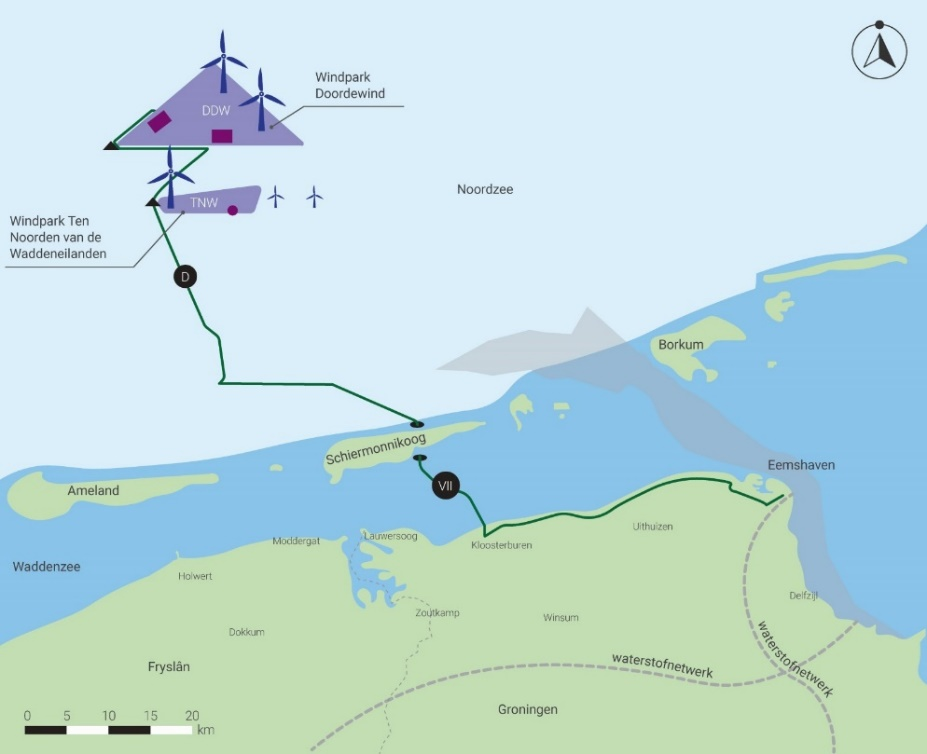 Windpark
Doordewind
DDW
Noordzee
TNW
Windpark Ten
Noorden van de
Waddeneilanden
D
Borkum
Schiermonnikoog
Eemshaven
Ameland
VII
Uithuizen
Lauwersoog
Moddergat
Kloosterburen
Waddenzee
Holwert
Delfzijl
Zoutkamp
Winsum
Dokkum
waterstofnetwerk
waterstofnetwerk
Fryslân
Groningen
0 5 10 15 20
km